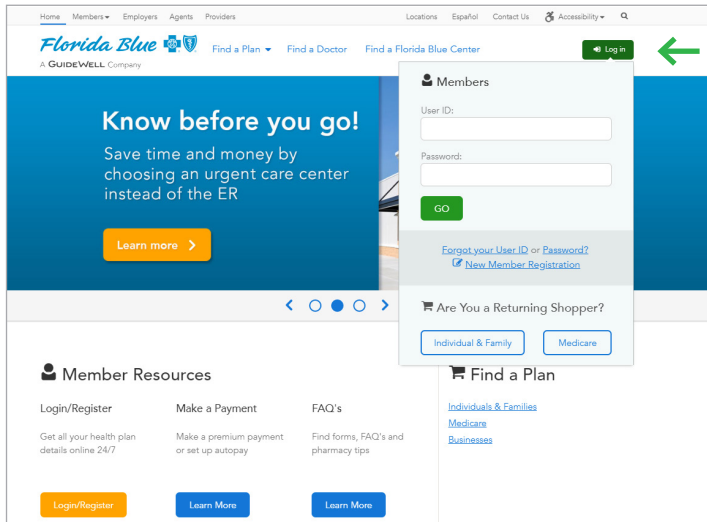 Home Members Employers Agents Providers Locations Español Contact Us Accessibility
Florida Blue
A GUIDEWELL Company
Find a Plan Find a Doctor Find a Florida Blue Center Log in
Know before you go!
Save time and money by
choosing an urgent care center
instead of the ER
Learn more
Members
User ID:
Password:
GO
Forgot your User ID or Password?
New Member Registration
Are You a Returning Shopper?
Individual & Family Medicare
Member Resources
Login/Register Make a Payment FAQ's
Get all your health plan Make a premium payment Find forms, FAQ's and
details online 24/7 or set up autopay pharmacy tips
Login/Register Learn More Learn More
Find a Plan
Individuals & Families
Medicare
Businesses